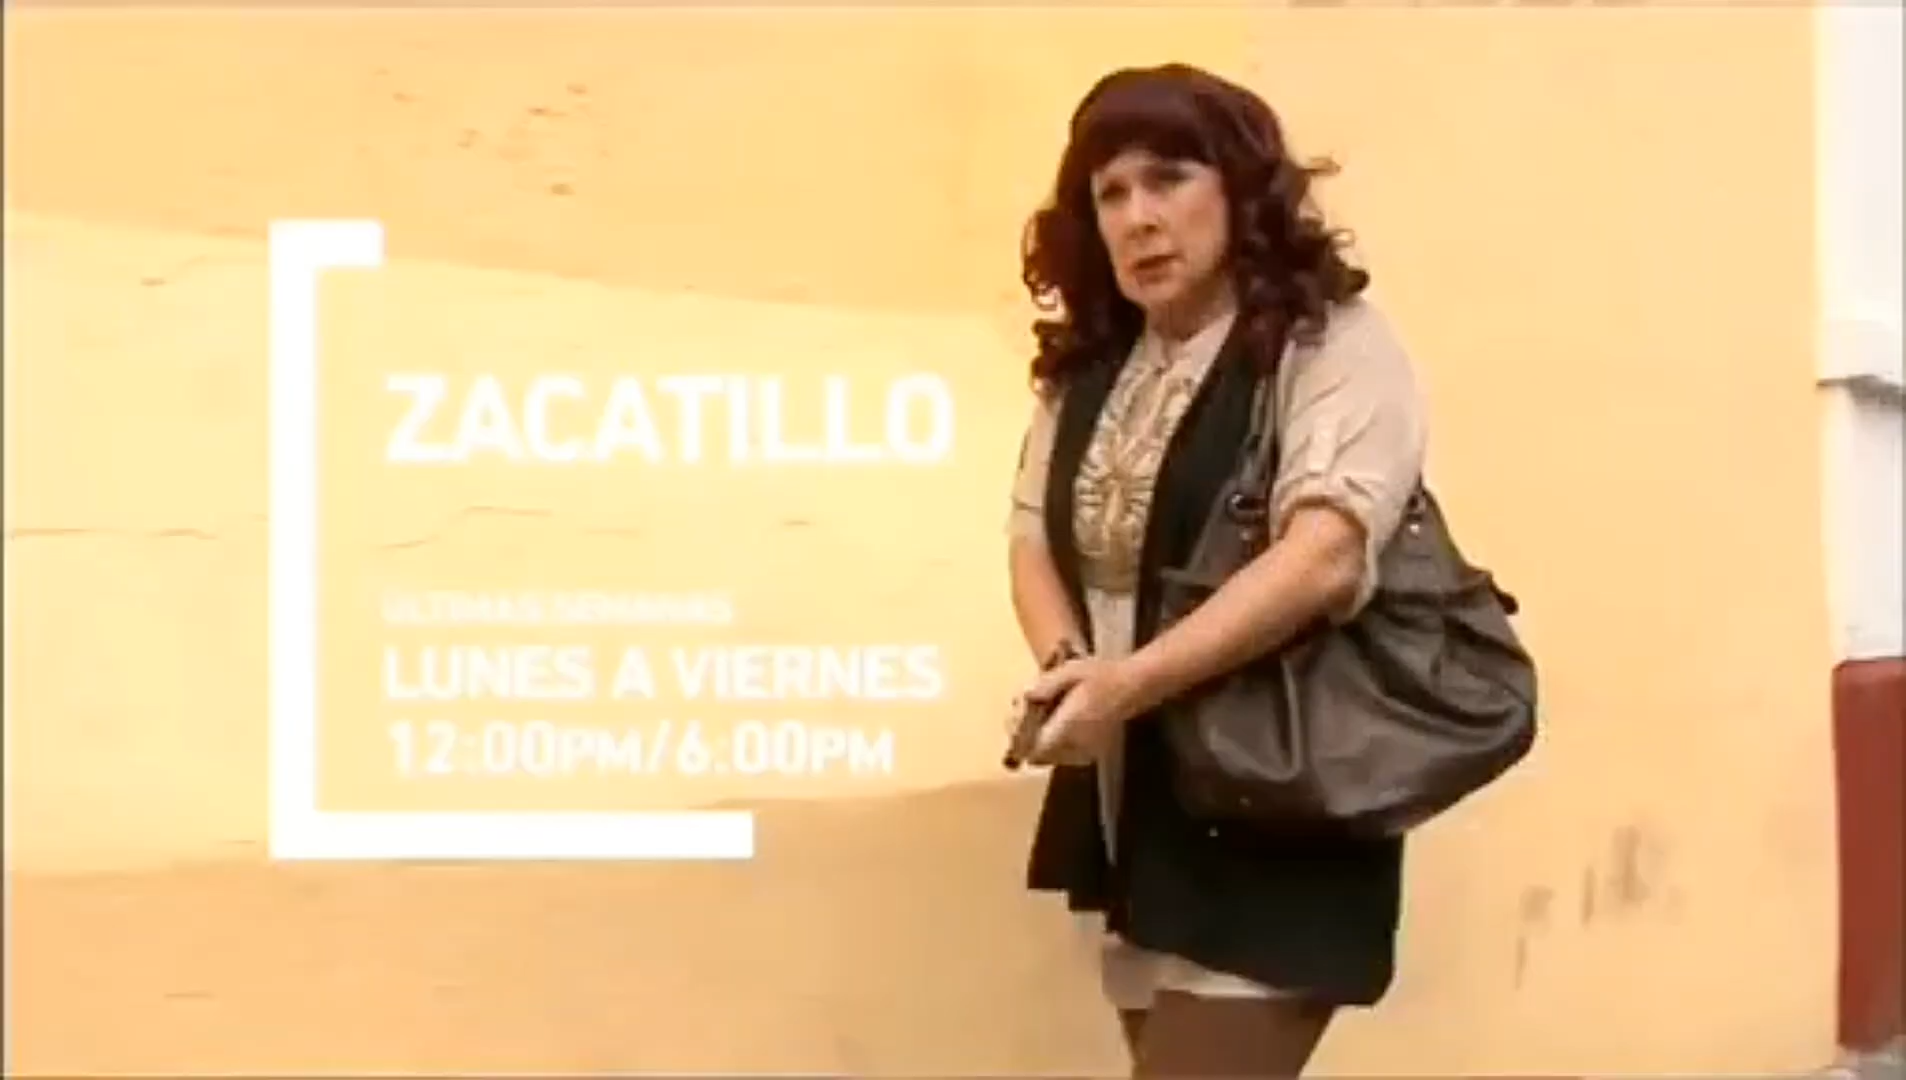 ZACATILLO
ÚLTIMAS SEMANAS
LUNES A VIERNES
12:00PM/6:00PM